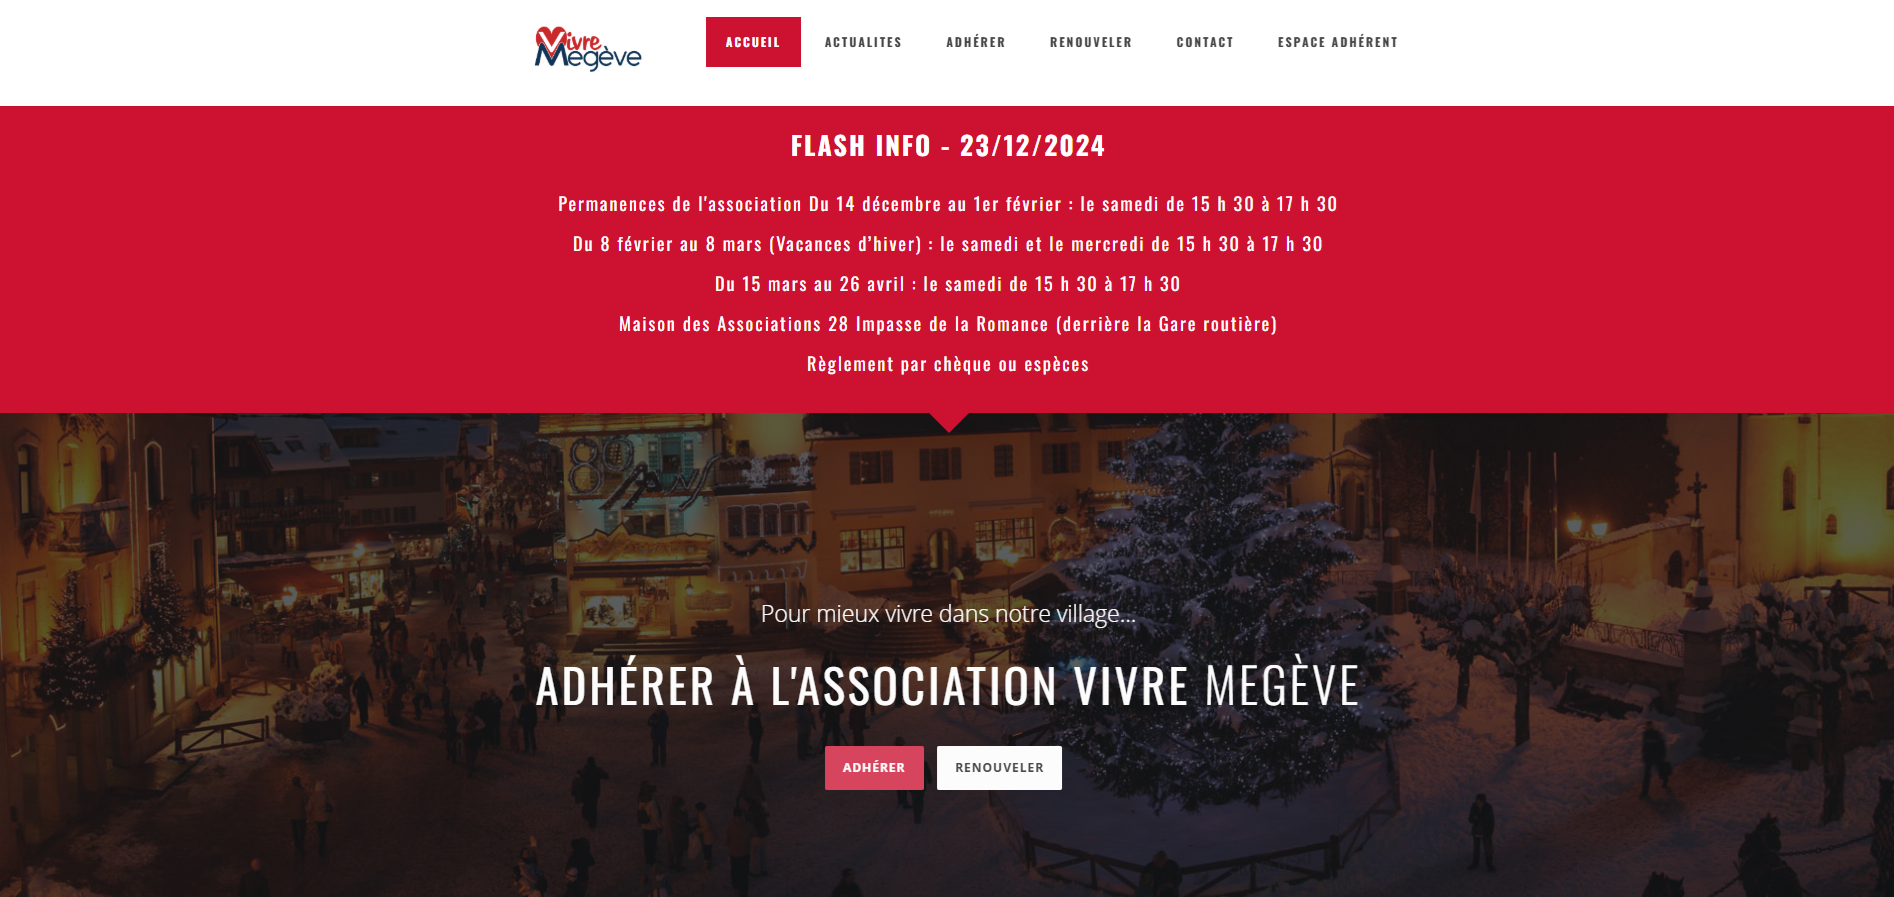 Vivre
Megève
ACCUEIL
ACTUALITES
ADHÉRER
RENOUVELER
CONTACT
ESPACE ADHÉRENT
FLASH INFO - 23/12/2024
Permanences de l'association Du 14 décembre au 1er février : le samedi de 15 h 30 à 17 h 30
Du 8 février au 8 mars (Vacances d’hiver) : le samedi et le mercredi de 15 h 30 à 17 h 30
Du 15 mars au 26 avril : le samedi de 15 h 30 à 17 h 30
Maison des Associations 28 Impasse de la Romance (derrière la Gare routière)
Règlement par chèque ou espèces
Pour mieux vivre dans notre village...
ADHÉRER À L'ASSOCIATION VIVRE MEGÈVE
ADHÉRER
RENOUVELER